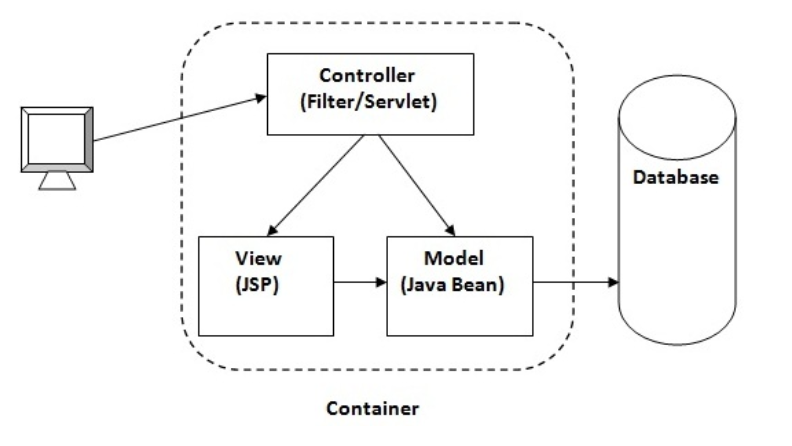 Controller
(Filter/Servlet)
Database
View
(JSP)
Model
(Java Bean)
Container